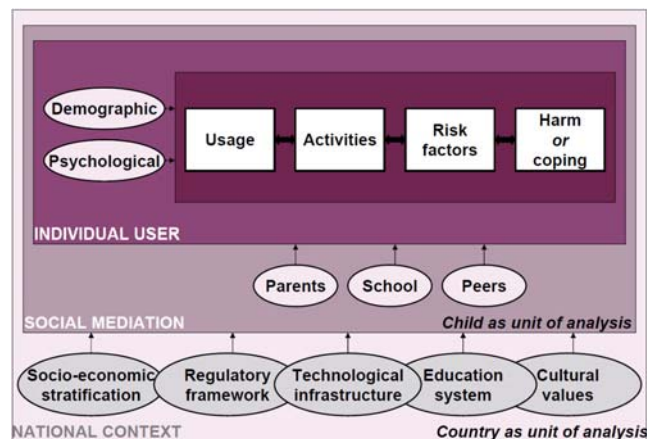 Demographic
Psychological
Usage
Activities
Risk
factors
Harm
or
coping
INDIVIDUAL USER
Parents
School
Peers
SOCIAL MEDIATION
Child as unit of analysis
Socio-economic
stratification
Regulatory
framework
Technological
infrastructure
Education
system
Cultural
values
NATIONAL CONTEXT
Country as unit of analysis